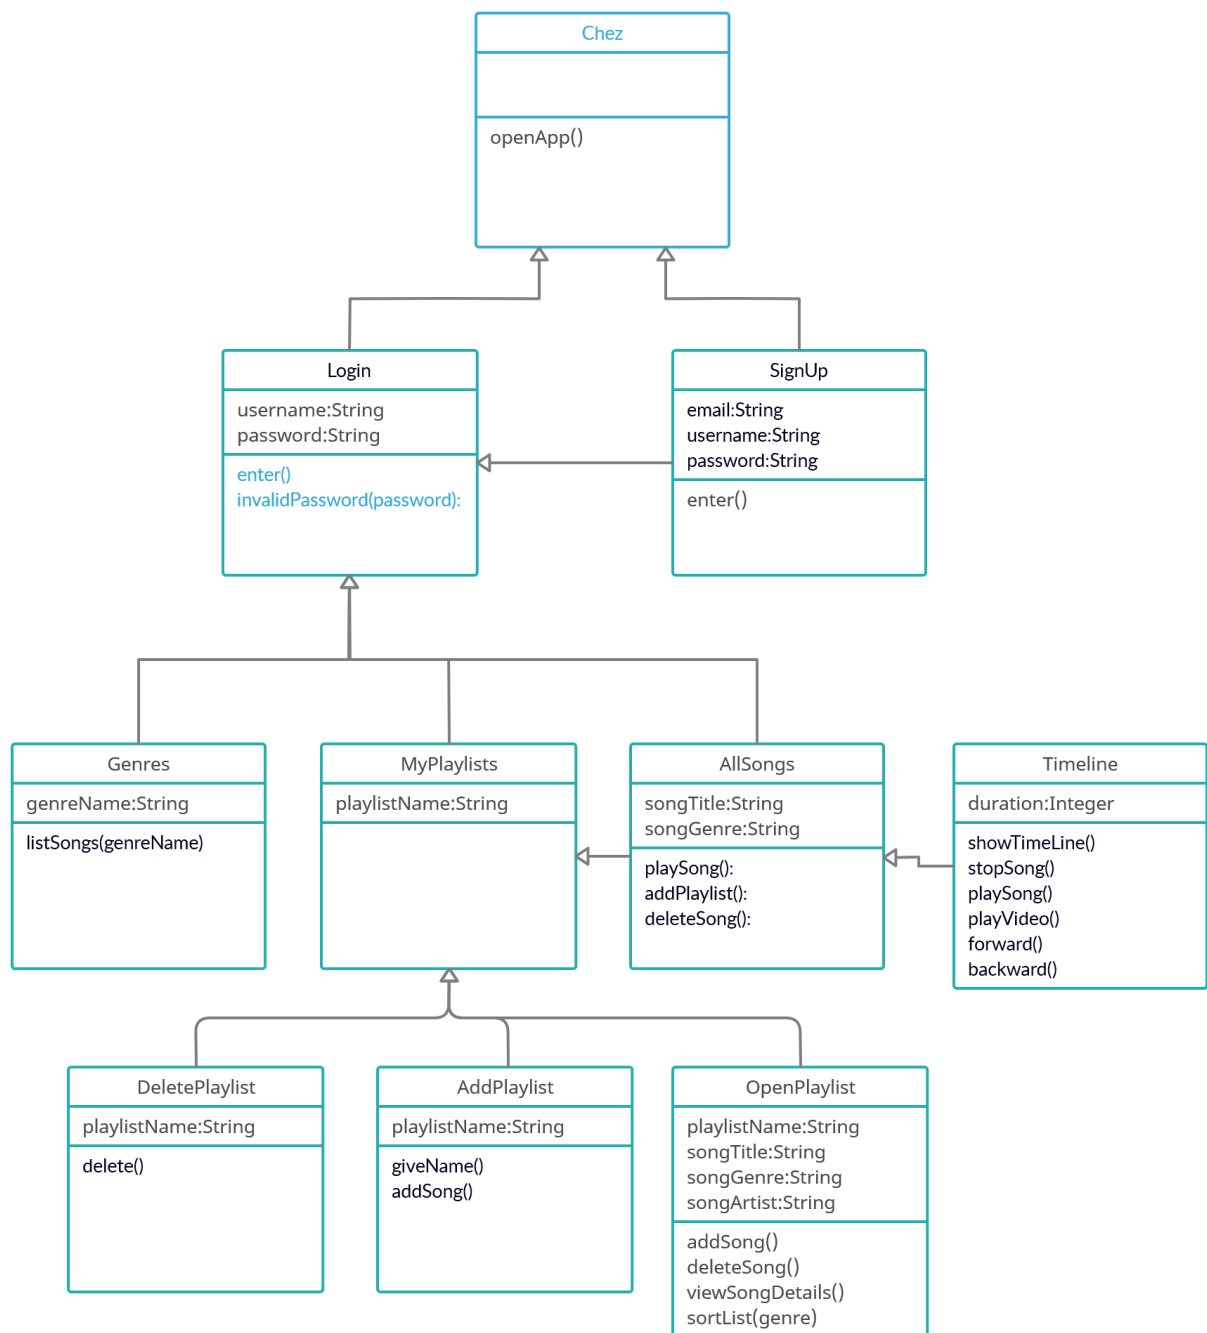 Chez
openApp()
Login
username:String
password:String
enter()
invalidPassword(password):
SignUp
email:String
username:String
password:String
enter()
Genres
genreName:String
listSongs(genreName)
MyPlaylists
playlistName:String
AllSongs
songTitle:String
songGenre:String
playSong():
addPlaylist():
deleteSong():
Timeline
duration:Integer
showTimeLine()
stopSong()
playSong()
playVideo()
forward()
backward()
DeletePlaylist
playlistName:String
delete()
AddPlaylist
playlistName:String
giveName()
addSong()
OpenPlaylist
playlistName:String
songTitle:String
songGenre:String
songArtist:String
addSong()
deleteSong()
viewSongDetails()
sortList(genre)